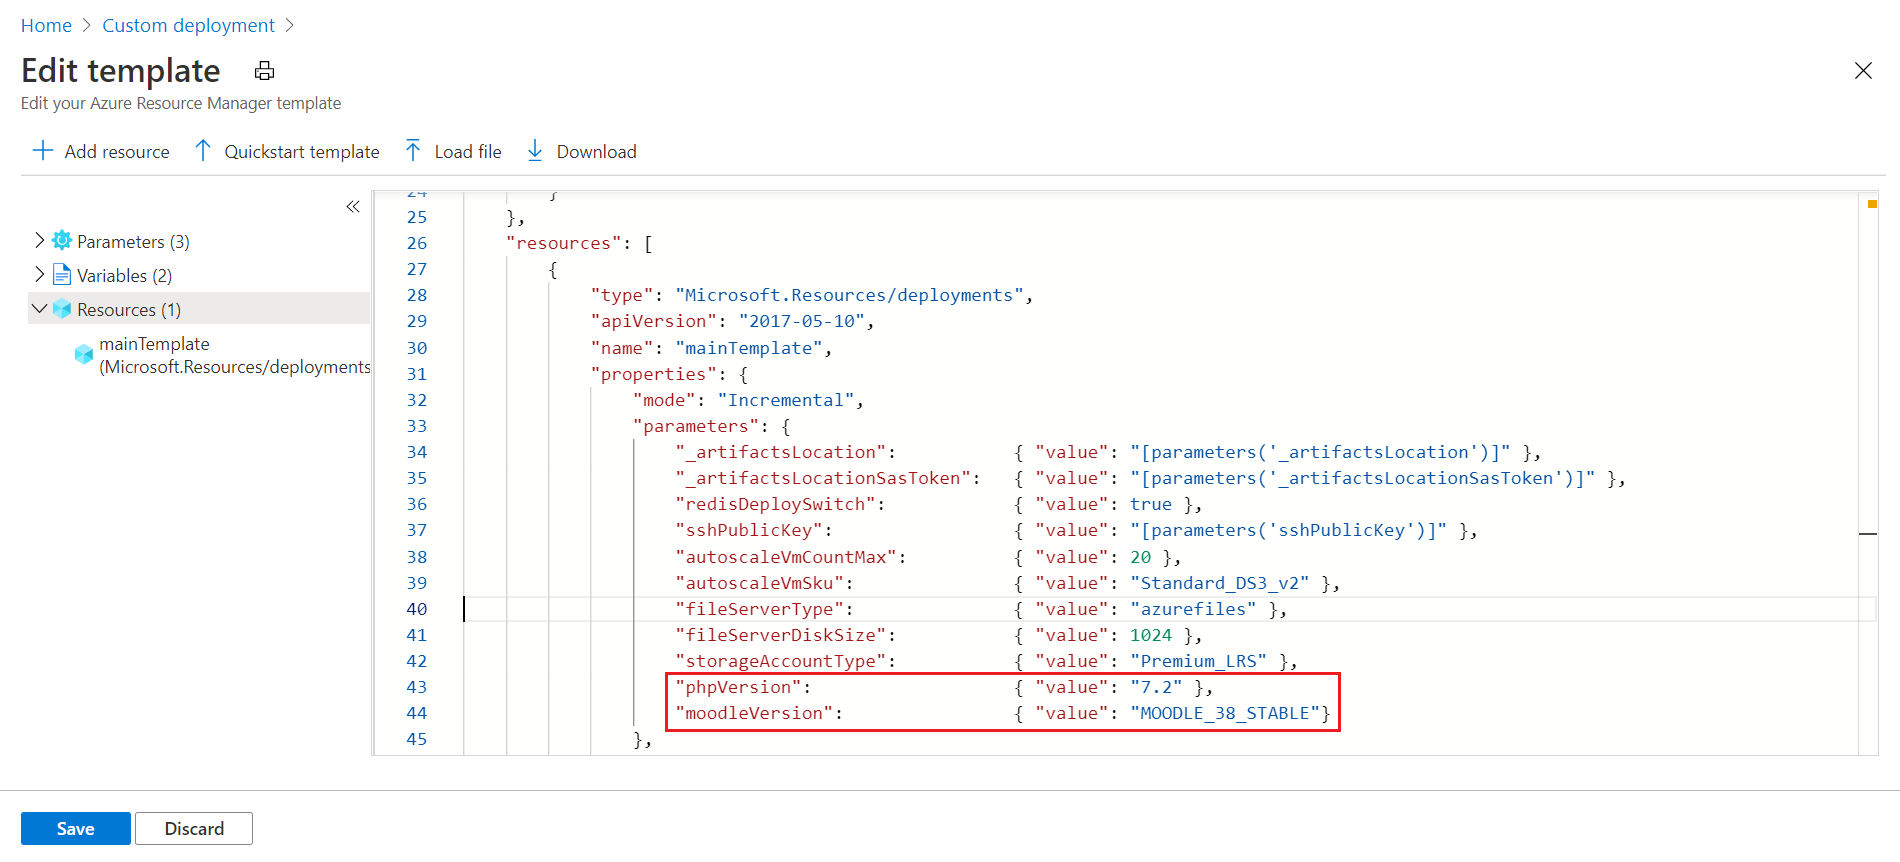 Home > Custom deployment >
Edit template
Edit your Azure Resource Manager template
Add resource Quickstart template Load file Download
Parameters (3)
Variables (2)
Resources (1)
mainTemplate
(Microsoft.Resources/deployments
24 }
25 },
26 "resources": [
27 {
28 "type": "Microsoft.Resources/deployments",
29 "apiVersion": "2017-05-10",
30 "name": "mainTemplate",
31 "properties": {
32 "mode": "Incremental",
33 "parameters": {
34 "_artifactsLocation": { "value": "[parameters('_artifactsLocation')]" },
35 "_artifactsLocationSasToken": { "value": "[parameters('_artifactsLocationSasToken')]" },
36 "redisDeploySwitch": { "value": true },
37 "sshPublicKey": { "value": "[parameters('sshPublicKey')]" },
38 "autoscaleVmCountMax": { "value": 20 },
39 "autoscaleVmSku": { "value": "Standard_DS3_v2" },
40 "fileServerType": { "value": "azurefiles" },
41 "fileServerDiskSize": { "value": 1024 },
42 "storageAccountType": { "value": "Premium_LRS" },
43 "phpVersion": { "value": "7.2" },
44 "moodleVersion": { "value": "MOODLE_38_STABLE"}
45 },
Save Discard